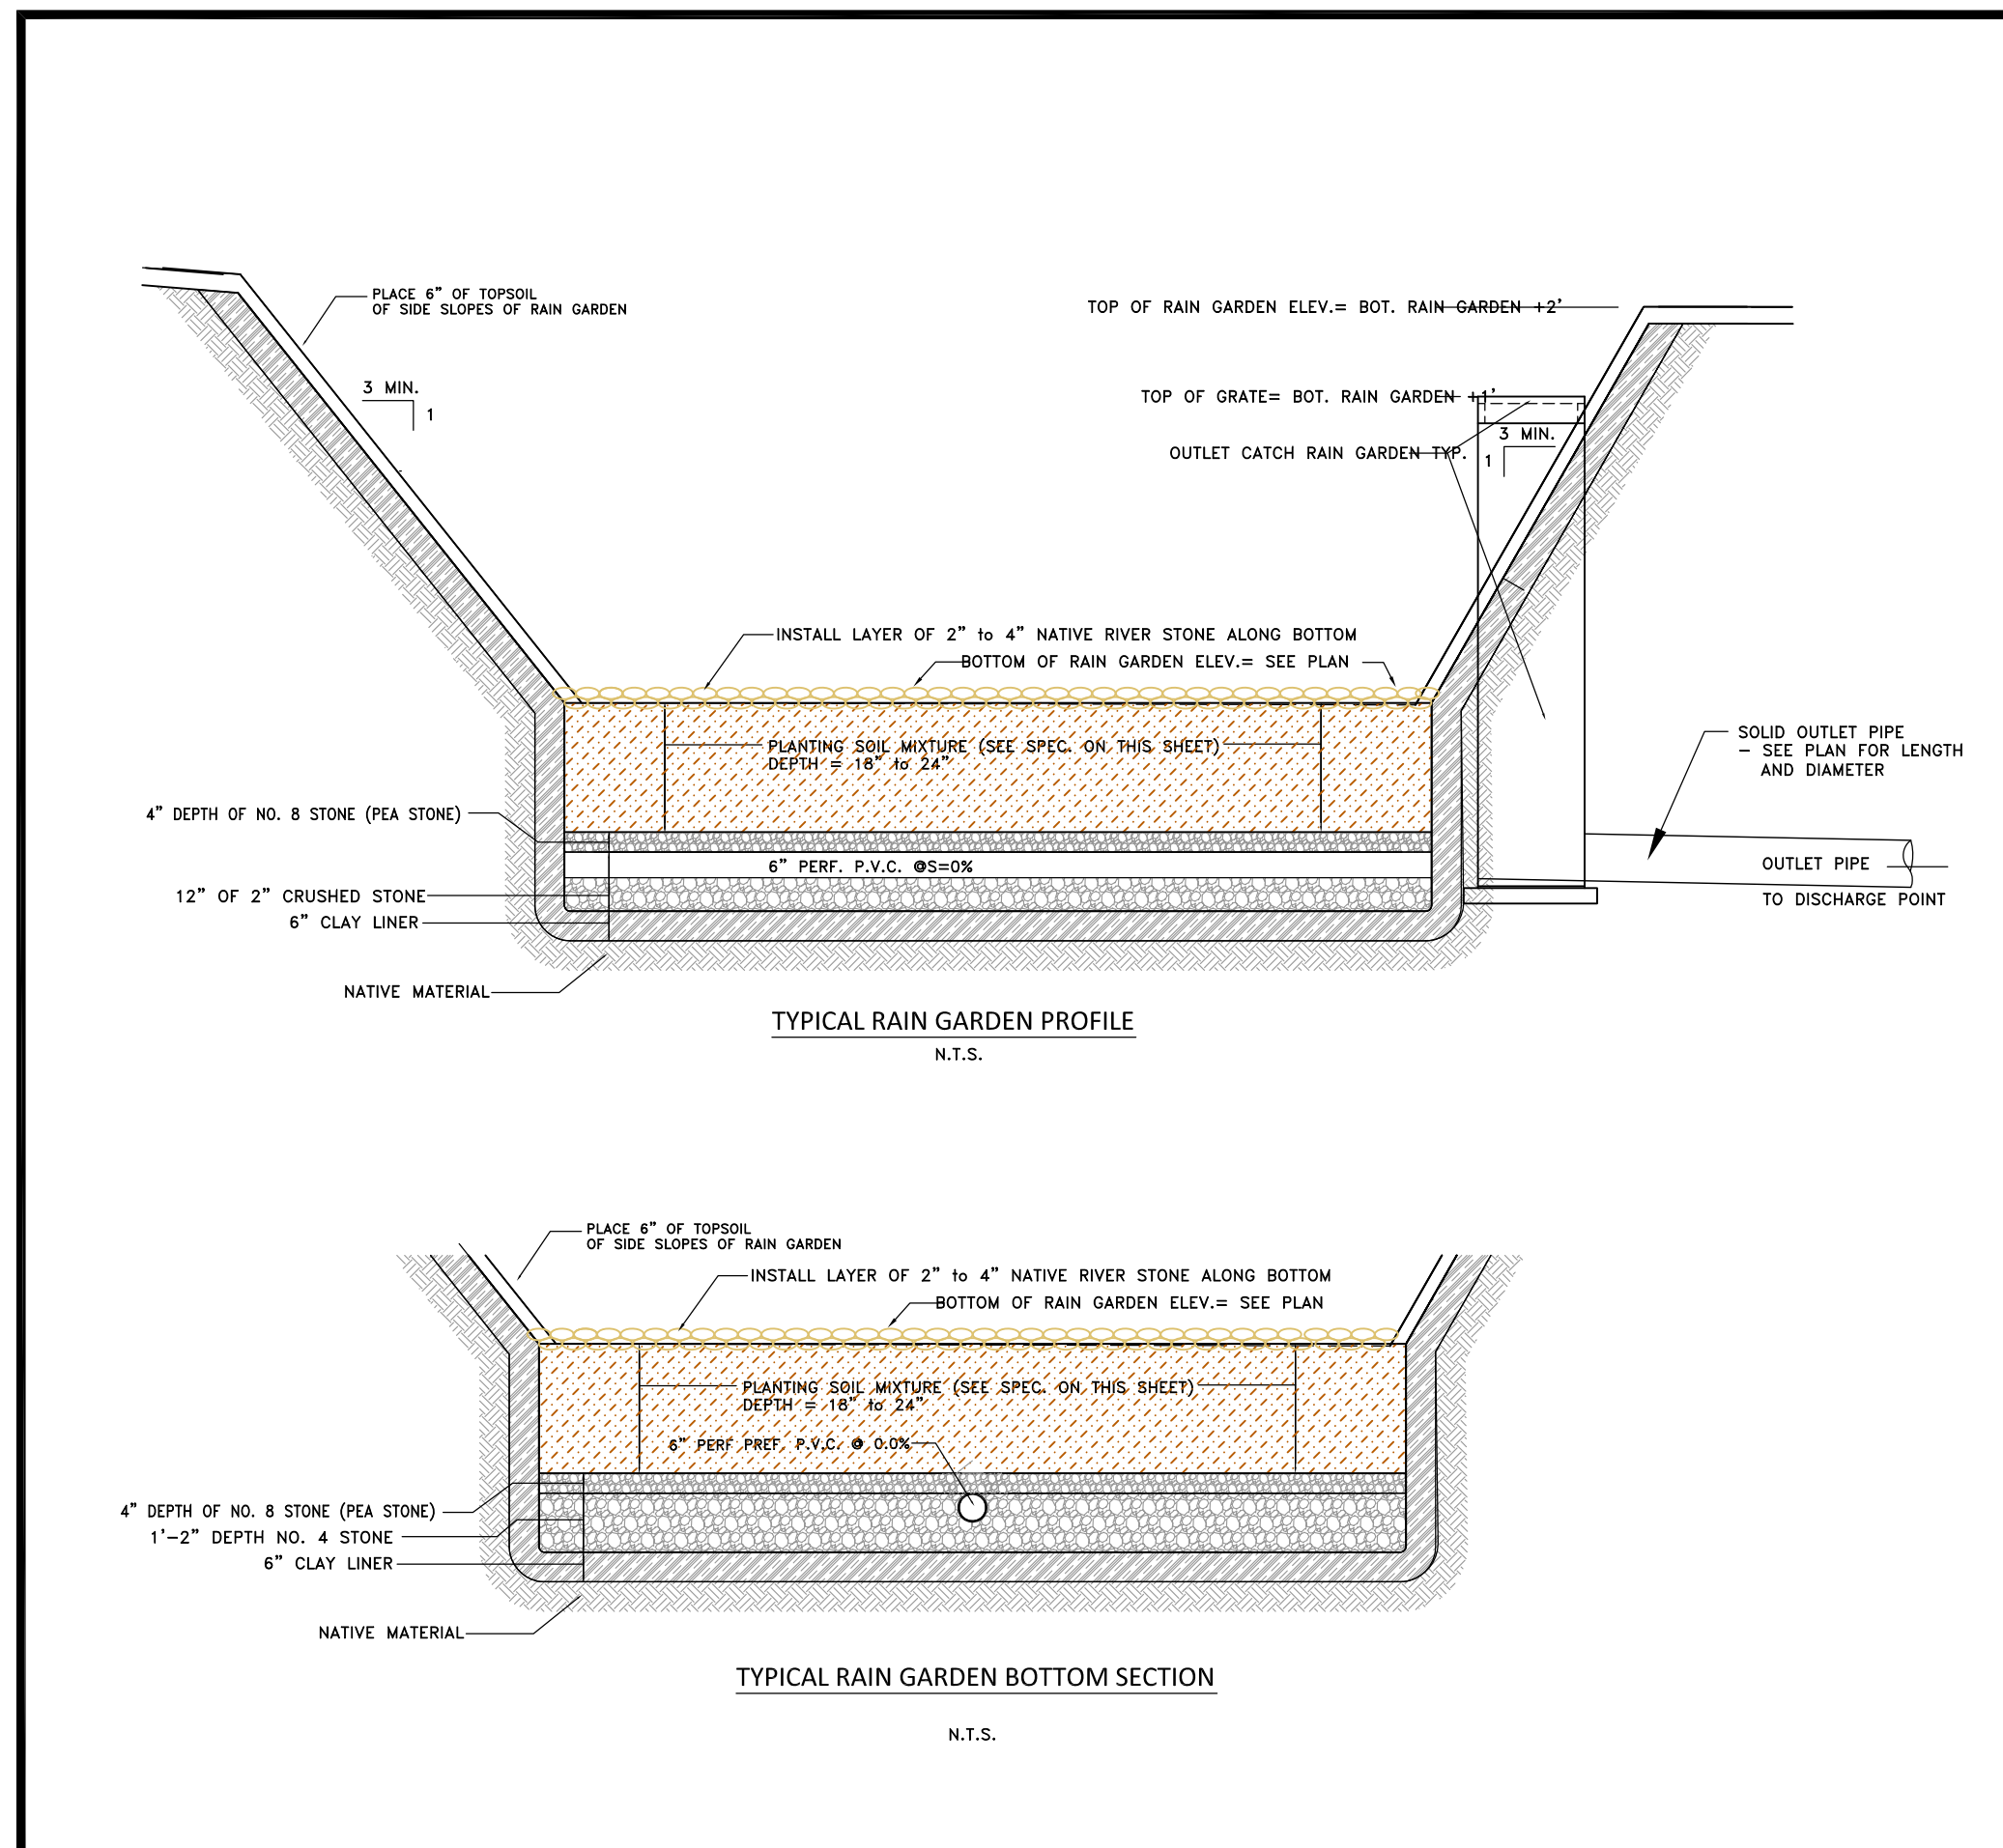 PLACE 6" OF TOPSOIL
OF SIDE SLOPES OF RAIN GARDEN
TOP OF RAIN GARDEN ELEV.= BOT. RAIN GARDEN +2'
3 MIN.
1
TOP OF GRATE= BOT. RAIN GARDEN +1'
3 MIN.
1
OUTLET CATCH RAIN GARDEN TYP.
INSTALL LAYER OF 2" to 4" NATIVE RIVER STONE ALONG BOTTOM
BOTTOM OF RAIN GARDEN ELEV.= SEE PLAN
SOLID OUTLET PIPE
- SEE PLAN FOR LENGTH
AND DIAMETER
PLANTING SOIL MIXTURE (SEE SPEC. ON THIS SHEET)
DEPTH = 18" to 24"
4" DEPTH OF NO. 8 STONE (PEA STONE)
6" PERF. P.V.C. @S=0%
OUTLET PIPE
12" OF 2" CRUSHED STONE
TO DISCHARGE POINT
6" CLAY LINER
NATIVE MATERIAL
TYPICAL RAIN GARDEN PROFILE
N.T.S.
PLACE 6" OF TOPSOIL
OF SIDE SLOPES OF RAIN GARDEN
INSTALL LAYER OF 2" to 4" NATIVE RIVER STONE ALONG BOTTOM
BOTTOM OF RAIN GARDEN ELEV.= SEE PLAN
PLANTING SOIL MIXTURE (SEE SPEC. ON THIS SHEET)
DEPTH = 18" to 24"
6" PERF PREF. P.V.C. @ 0.0%
4" DEPTH OF NO. 8 STONE (PEA STONE)
1'-2" DEPTH NO. 4 STONE
6" CLAY LINER
NATIVE MATERIAL
TYPICAL RAIN GARDEN BOTTOM SECTION
N.T.S.